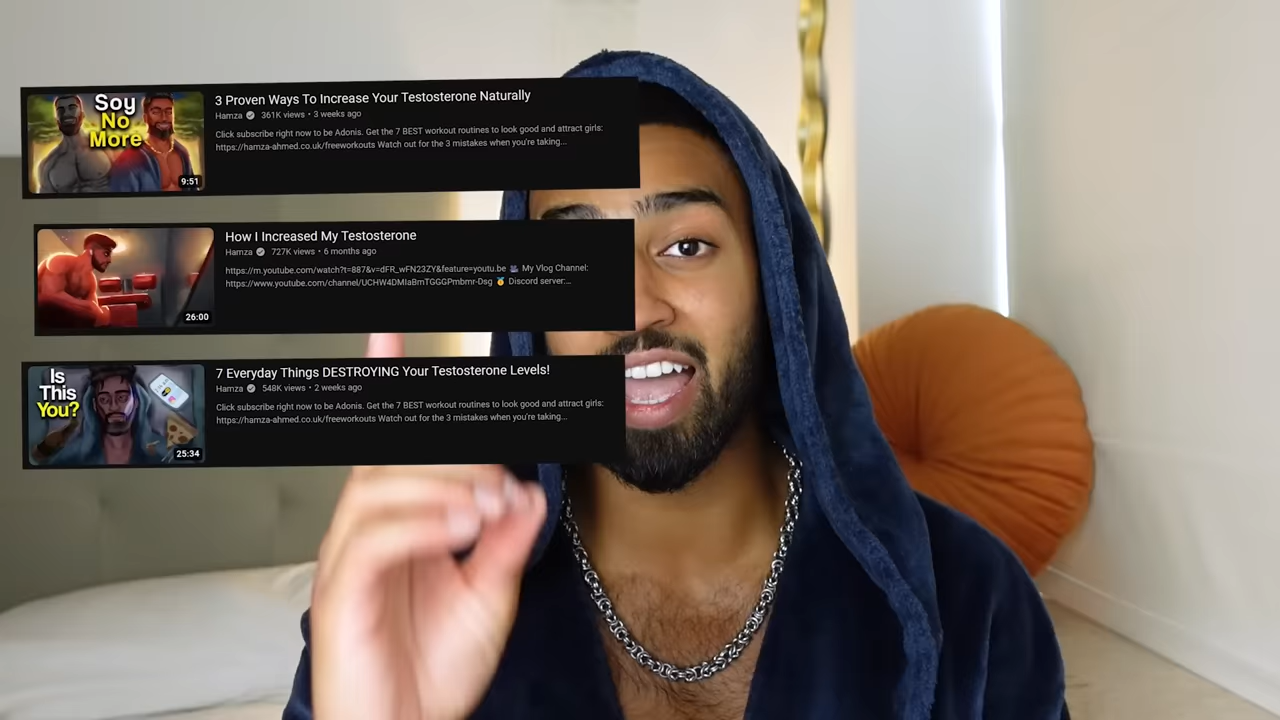 Soy
No
More
9:51
3 Proven Ways To Increase Your Testosterone Naturally
Hamza 361K views • 3 weeks ago
Click subscribe right now to be Adonis. Get the 7 BEST workout routines to look good and attract girls:
https://hamza-ahmed.co.uk/freeworkouts Watch out for the 3 mistakes when you're taking...
26:00
How I Increased My Testosterone
Hamza 727K views • 6 months ago
https://m.youtube.com/watch?t=887&v=dFR_wFN23ZY&feature=youtu.be My Vlog Channel:
https://www.youtube.com/channel/UCHW4DMIaBmTGGGPmbmr-Dsg Discord server:...
Is
This
You?
25:34
7 Everyday Things DESTROYING Your Testosterone Levels!
Hamza 548K views • 2 weeks ago
Click subscribe right now to be Adonis. Get the 7 BEST workout routines to look good and attract girls:
https://hamza-ahmed.co.uk/freeworkouts Watch out for the 3 mistakes when you're taking...